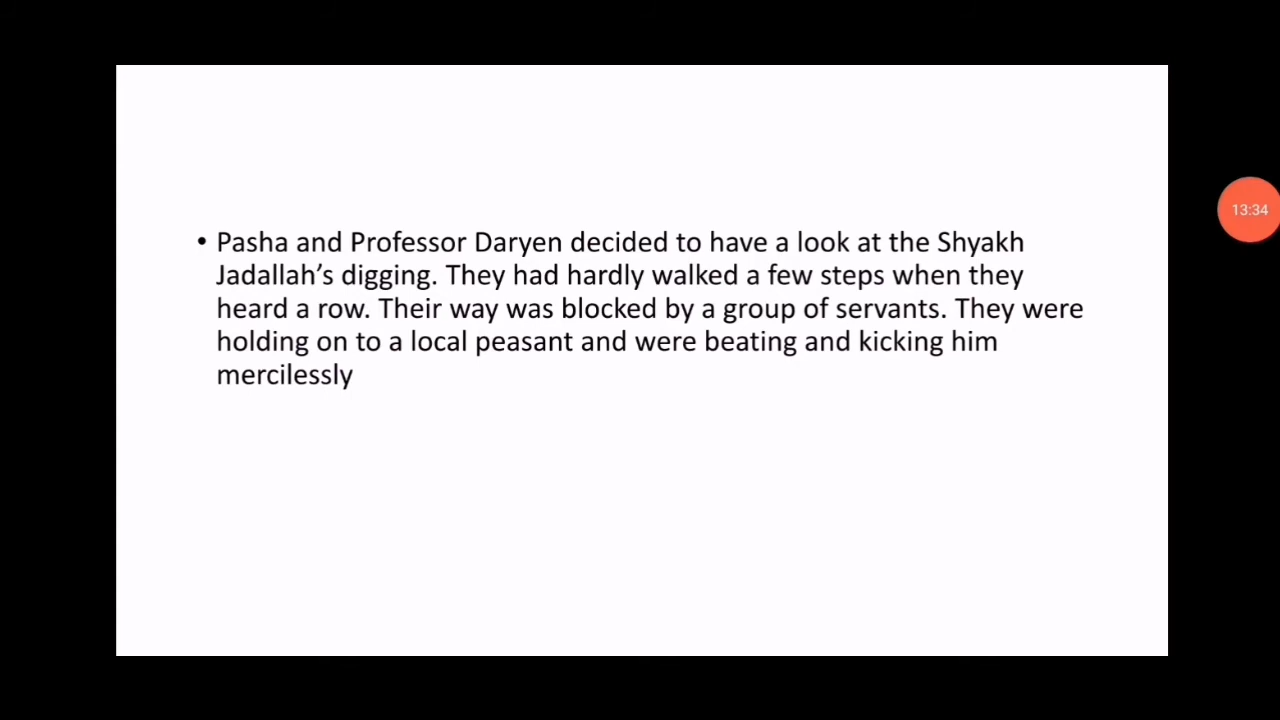 • Pasha and Professor Daryen decided to have a look at the Shyakh
Jadallah’s digging. They had hardly walked a few steps when they
heard a row. Their way was blocked by a group of servants. They were
holding on to a local peasant and were beating and kicking him
mercilessly
13:34